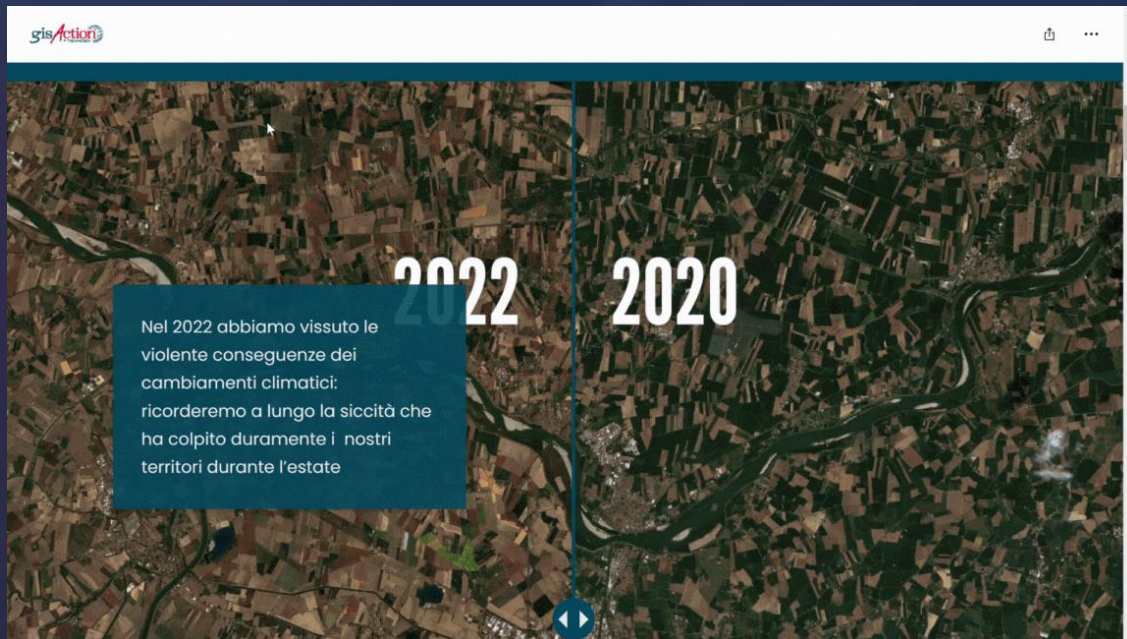 gisAction
2022
2020
Nel 2022 abbiamo vissuto le
violente conseguenze dei
cambiamenti climatici:
ricorderemo a lungo la siccità che
ha colpito duramente i nostri
territori durante l'estate